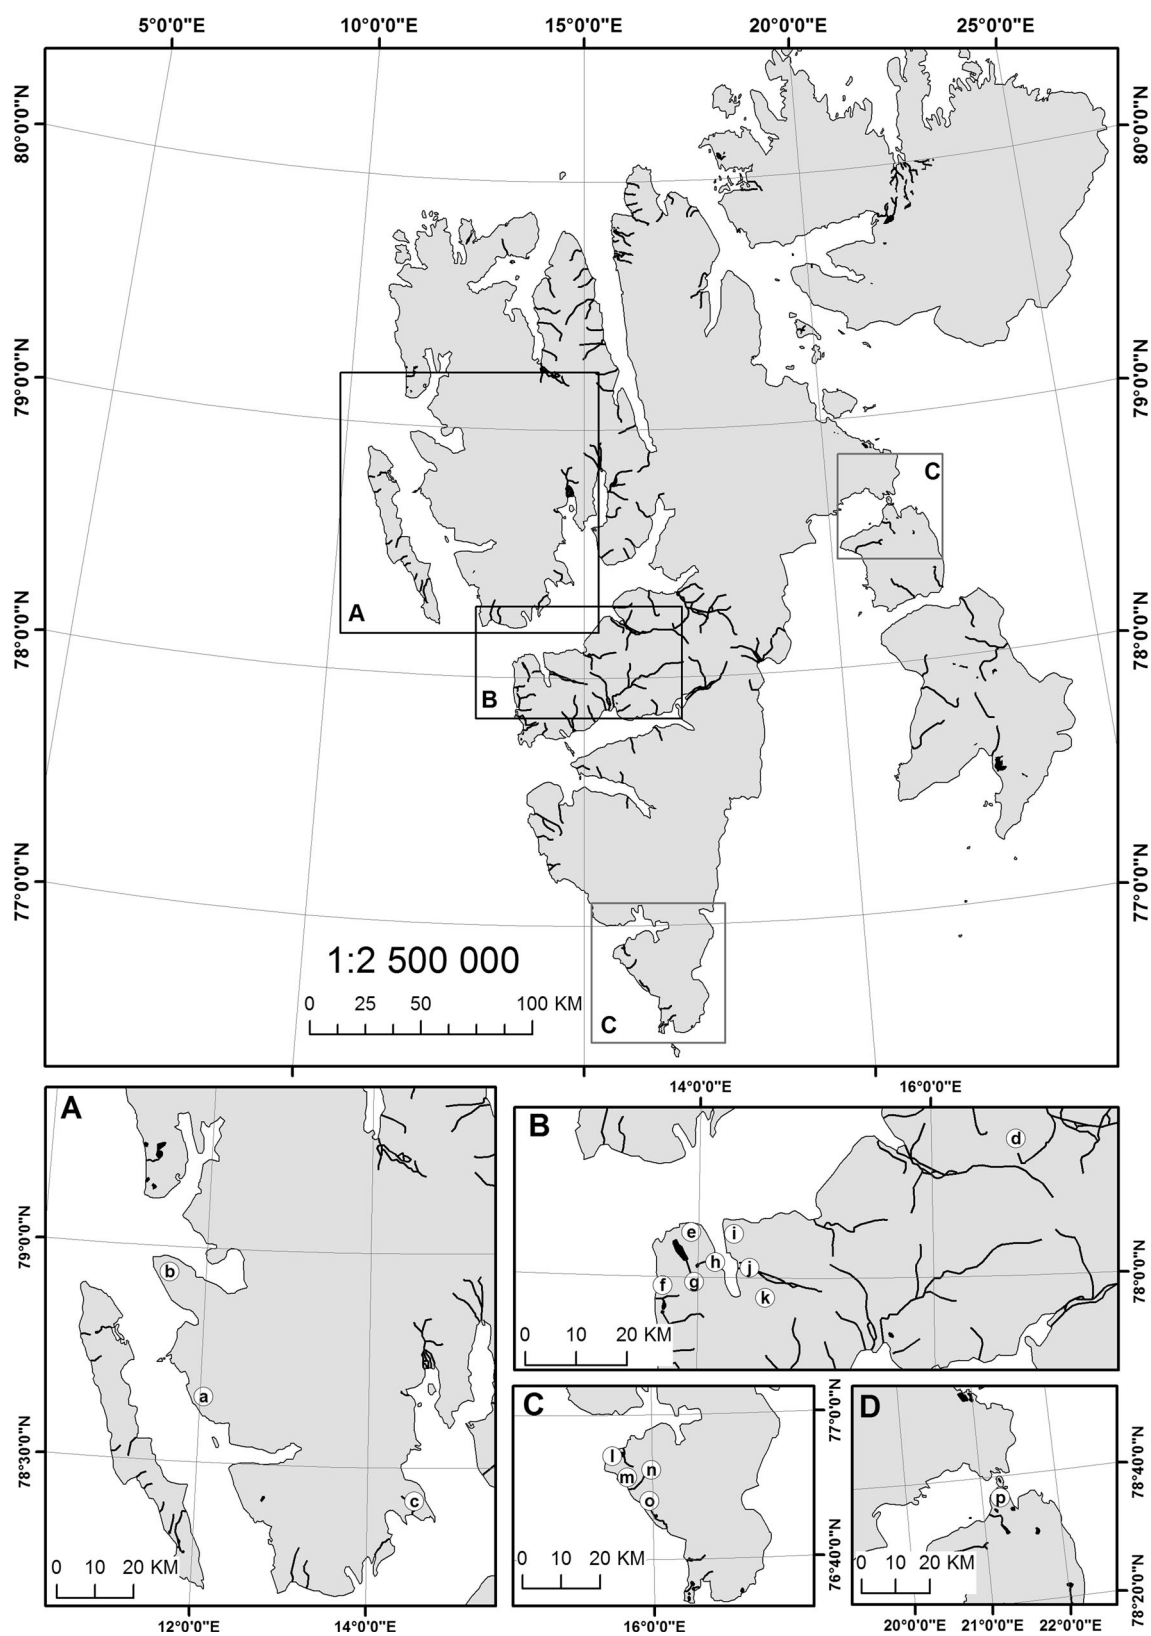 5°0'0"E 10°0'0"E 15°0'0"E 20°0'0"E 25°0'0"E
80°0'0"N 80°0'0"N
79°0'0"N 79°0'0"N
C
A
78°0'0"N 78°0'0"N
B
77°0'0"N 77°0'0"N
1:2 500 000
0 25 50 100 KM
C
14°0'0"E 16°0'0"E
A
79°0'0"N
b
a
78°30'0"N
c
0 10 20 KM
12°0'0"E 14°0'0"E
B
d
e i
h j
f g k
78°0'0"N
0 10 20 KM
C
77°0'0"N
l
m n
o
0 10 20 KM
76°40'0"N
16°0'0"E
D
78°40'0"N
p
0 10 20 KM
78°20'0"N
20°0'0"E 21°0'0"E 22°0'0"E